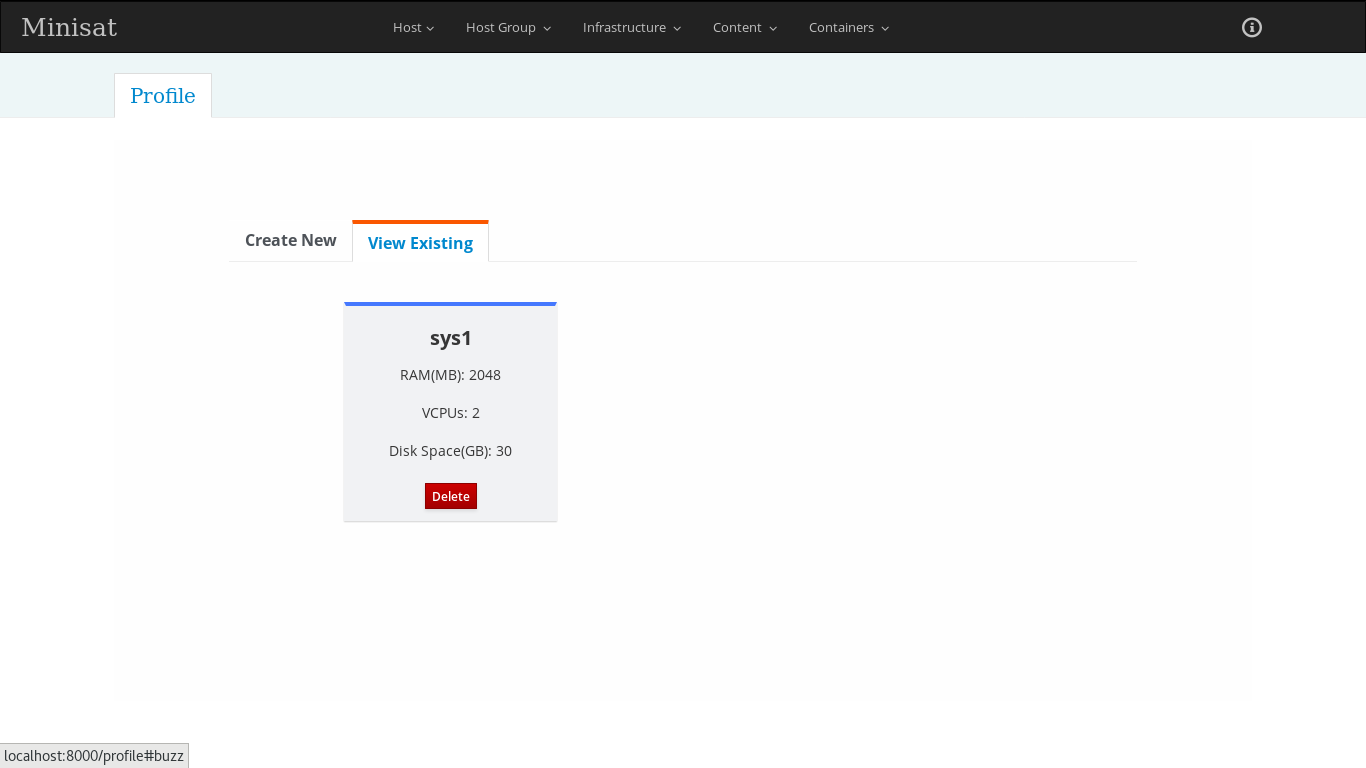 Minisat Host Host Group Infrastructure Content Containers
Profile
Create New View Existing
sys1
RAM(MB): 2048
VCPUs: 2
Disk Space(GB): 30
Delete
localhost:8000/profile#buzz